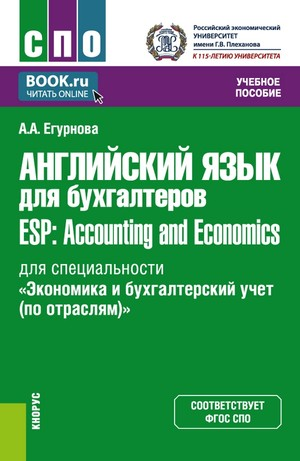 СПО
Российский экономический
УНИВЕРСИТЕТ
имени Г.В. Плеханова
К 115-ЛЕТИЮ УНИВЕРСИТЕТА
BOOK.ru
ЧИТАТЬ ONLINE
УЧЕБНОЕ
ПОСОБИЕ
А.А. Егурнова
АНГЛИЙСКИЙ ЯЗЫК
для бухгалтеров
ESP: Accounting and Economics
для специальности
«Экономика и бухгалтерский учет
(по отраслям)»
СООТВЕТСТВУЕТ
ФГОС СПО
КНОРУС